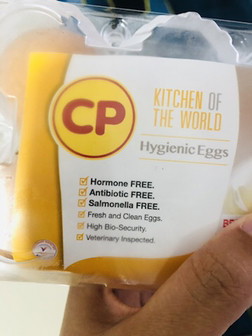 CP
KITCHEN OF
THE WORLD
Hygienic Eggs
Hormone FREE.
Antibiotic FREE.
Salmonella FREE.
Fresh and Clean Eggs.
High Bio-Security.
Veterinary Inspected.